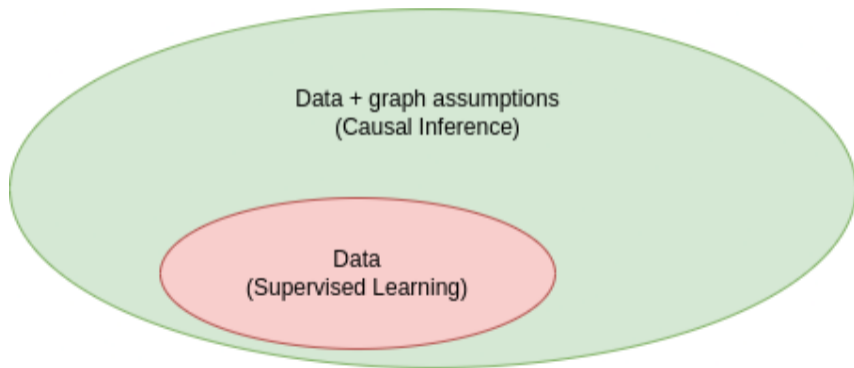 Data + graph assumptions
(Causal Inference)
Data
(Supervised Learning)